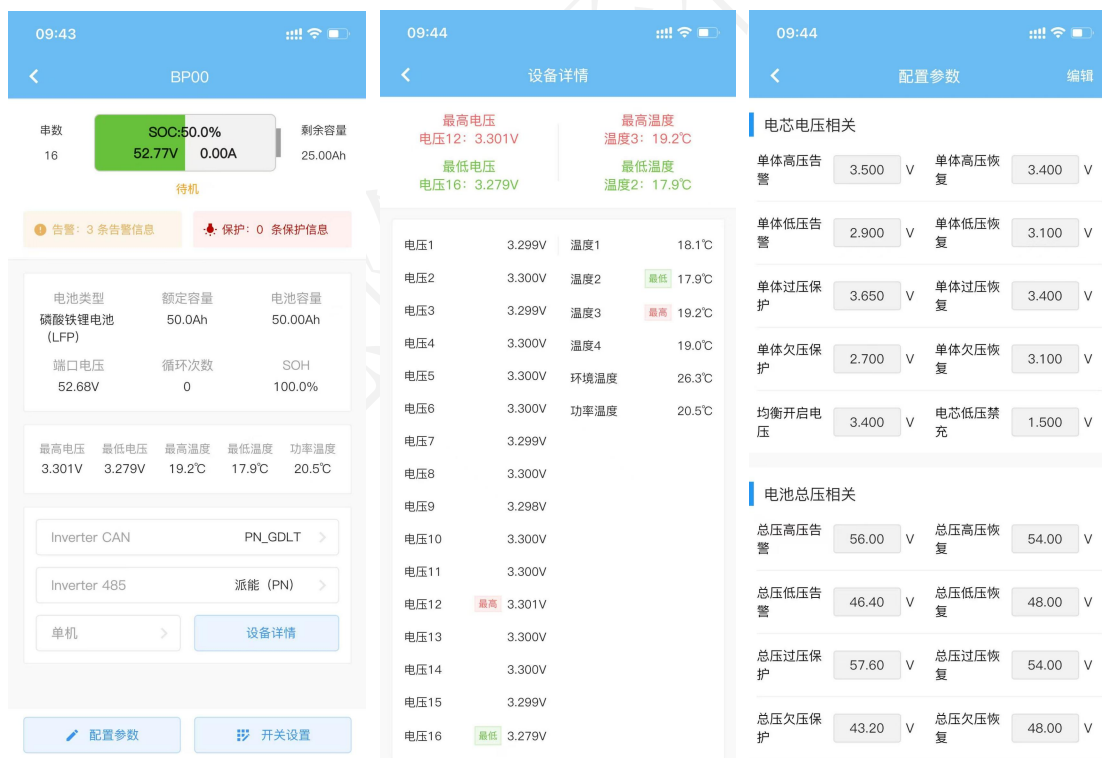 09:43
BP00
串数
16
SOC:50.0%
52.77V 0.00A
剩余容量
25.00Ah
待机
告警: 3 条告警信息
保护: 0 条保护信息
电池类型 额定容量 电池容量
磷酸铁锂电池 50.0Ah 50.00Ah
(LFP)
端口电压 循环次数 SOH
52.68V 0 100.0%
最高电压 最低电压 最高温度 最低温度 功率温度
3.301V 3.279V 19.2℃ 17.9℃ 20.5℃
Inverter CAN PN_GDLT
Inverter 485 派能（PN）
单机 设备详情
配置参数 开关设置
09:44
设备详情
最高电压 最高温度
电压12: 3.301V 温度3: 19.2℃
最低电压 最低温度
电压16: 3.279V 温度2: 17.9℃
电压1 3.299V 温度1 18.1℃
电压2 3.300V 温度2 最低 17.9℃
电压3 3.299V 温度3 最高 19.2℃
电压4 3.300V 温度4 19.0℃
电压5 3.300V 环境温度 26.3℃
电压6 3.300V 功率温度 20.5℃
电压7 3.299V
电压8 3.300V
电压9 3.298V
电压10 3.300V
电压11 3.300V
电压12 最高 3.301V
电压13 3.300V
电压14 3.300V
电压15 3.299V
电压16 最低 3.279V
09:44
配置参数 编辑
电芯电压相关
单体高压告 3.500 V 单体高压恢 3.400 V
警 复
单体低压告 2.900 V 单体低压恢 3.100 V
警 复
单体过压保 3.650 V 单体过压恢 3.400 V
护 复
单体欠压保 2.700 V 单体欠压恢 3.100 V
护 复
均衡开启电 3.400 V 电芯低压禁 1.500 V
压 充
电池总压相关
总压高压告 56.00 V 总压高压恢 54.00 V
警 复
总压低压告 46.40 V 总压低压恢 48.00 V
警 复
总压过压保 57.60 V 总压过压恢 54.00 V
护 复
总压欠压保 43.20 V 总压欠压恢 48.00 V
护 复